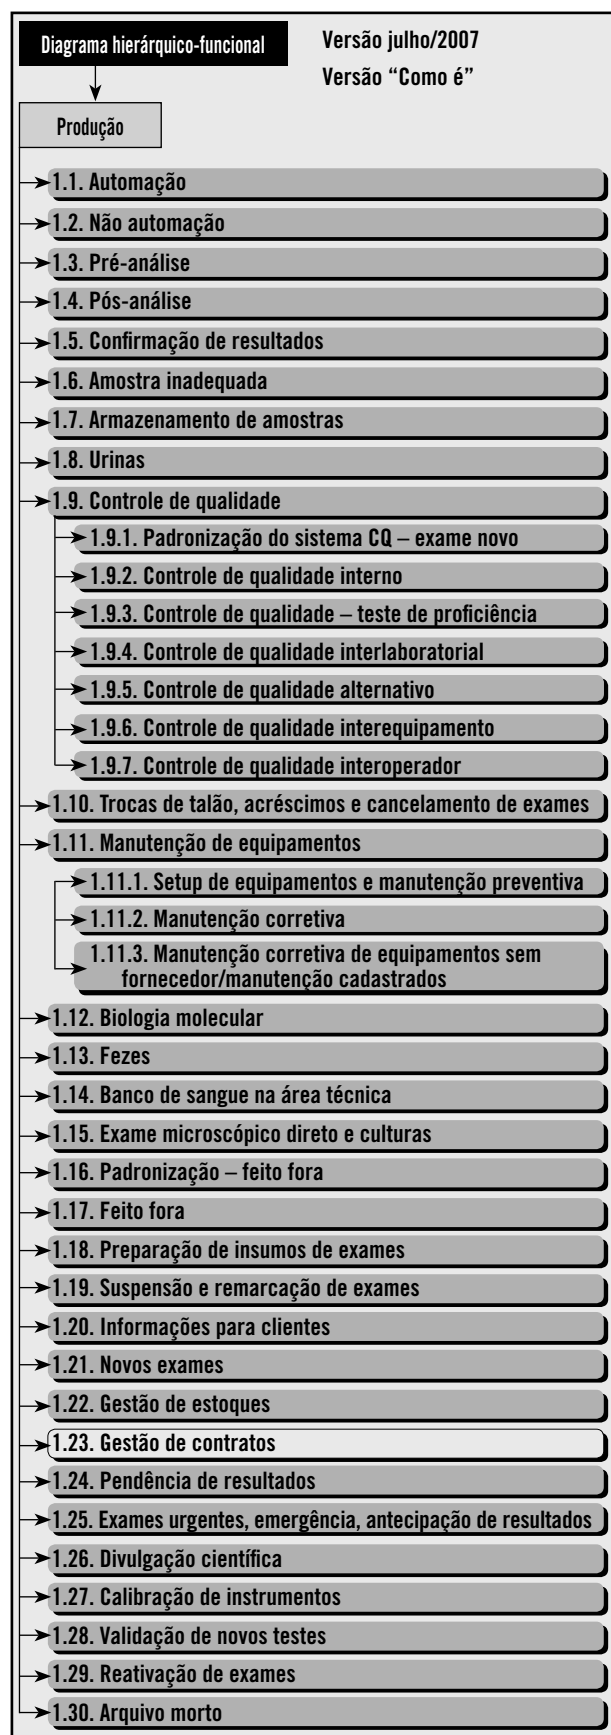 Diagrama hierárquico-funcional
Versão julho/2007
Versão “Como é”
Produção
1.1. Automação
1.2. Não automação
1.3. Pré-análise
1.4. Pós-análise
1.5. Confirmação de resultados
1.6. Amostra inadequada
1.7. Armazenamento de amostras
1.8. Urinas
1.9. Controle de qualidade
1.9.1. Padronização do sistema CQ – exame novo
1.9.2. Controle de qualidade interno
1.9.3. Controle de qualidade – teste de proficiência
1.9.4. Controle de qualidade interlaboratorial
1.9.5. Controle de qualidade alternativo
1.9.6. Controle de qualidade interequipamento
1.9.7. Controle de qualidade interoperador
1.10. Trocas de talão, acréscimos e cancelamento de exames
1.11. Manutenção de equipamentos
1.11.1. Setup de equipamentos e manutenção preventiva
1.11.2. Manutenção corretiva
1.11.3. Manutenção corretiva de equipamentos sem
fornecedor/manutenção cadastrados
1.12. Biologia molecular
1.13. Fezes
1.14. Banco de sangue na área técnica
1.15. Exame microscópico direto e culturas
1.16. Padronização – feito fora
1.17. Feito fora
1.18. Preparação de insumos de exames
1.19. Suspensão e remarcação de exames
1.20. Informações para clientes
1.21. Novos exames
1.22. Gestão de estoques
1.23. Gestão de contratos
1.24. Pendência de resultados
1.25. Exames urgentes, emergência, antecipação de resultados
1.26. Divulgação científica
1.27. Calibração de instrumentos
1.28. Validação de novos testes
1.29. Reativação de exames
1.30. Arquivo morto